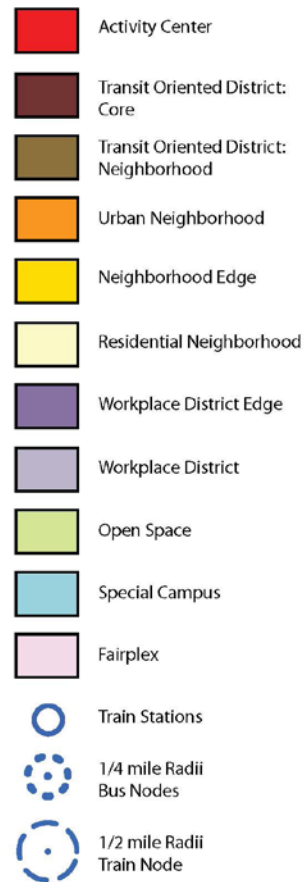 Activity Center
Transit Oriented District:
Core
Transit Oriented District:
Neighborhood
Urban Neighborhood
Neighborhood Edge
Residential Neighborhood
Workplace District Edge
Workplace District
Open Space
Special Campus
Fairplex
Train Stations
1/4 mile Radii
Bus Nodes
1/2 mile Radii
Train Node